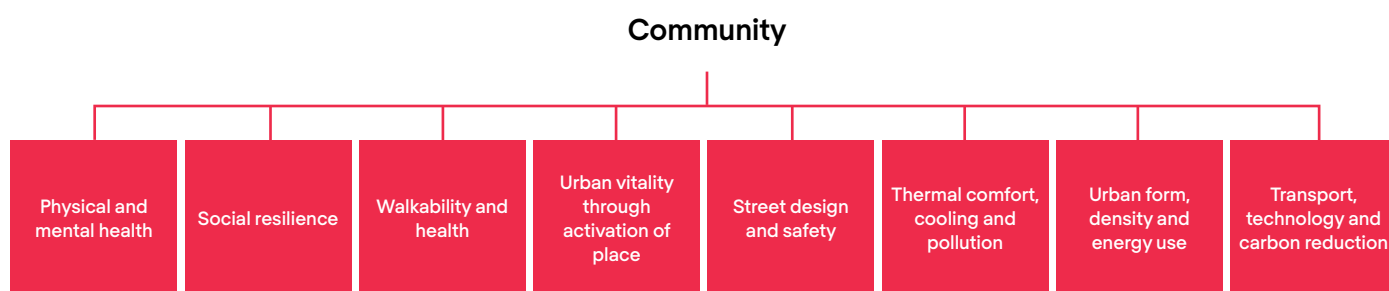 Community
Physical and
mental health
Social resilience
Walkability and
health
Urban vitality
through
activation of
place
Street design
and safety
Thermal comfort,
cooling and
pollution
Urban form,
density and
energy use
Transport,
technology and
carbon reduction